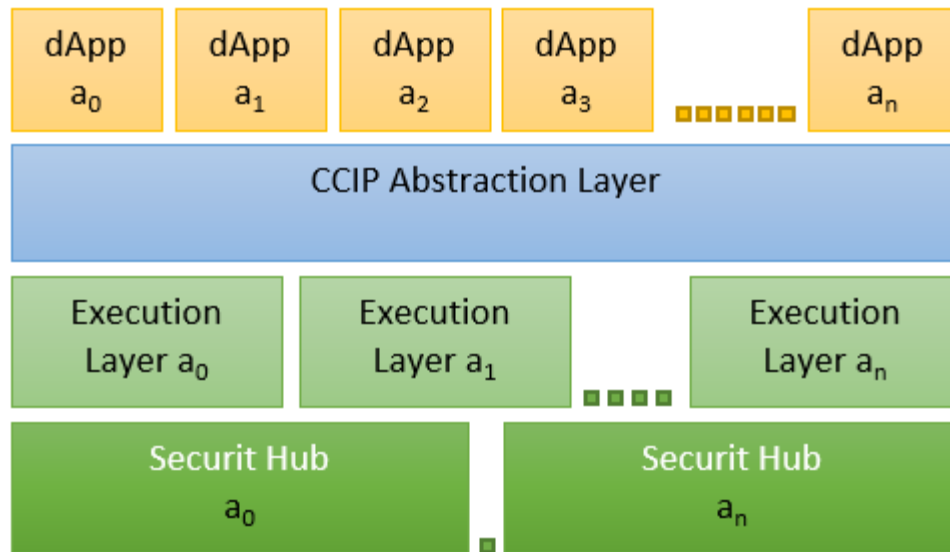 dApp dApp dApp dApp dApp
a₀ a₁ a₂ a₃ aₙ
CCIP Abstraction Layer
Execution Execution Execution
Layer a₀ Layer a₁ Layer aₙ
Securit Hub Securit Hub
a₀ aₙ